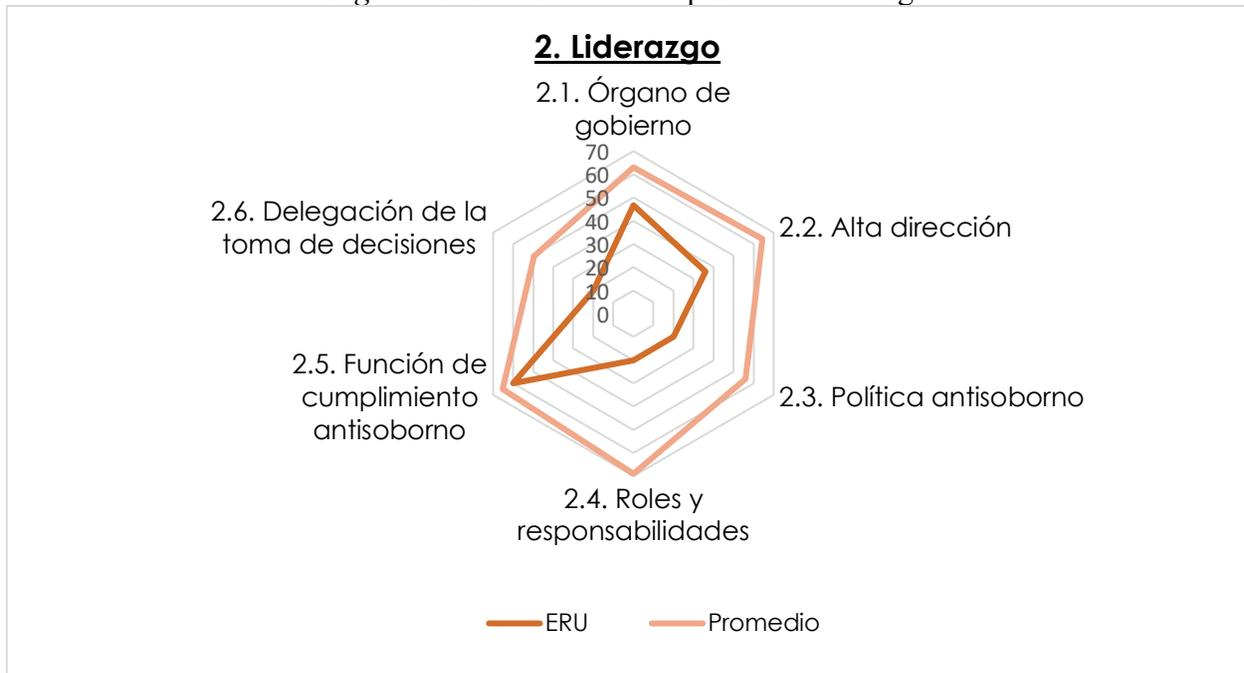 2. Liderazgo
2.1. Órgano de
gobierno
70
60
50
40
30
20
10
0
2.2. Alta dirección
2.3. Política antisoborno
2.4. Roles y
responsabilidades
2.5. Función de
cumplimiento
antisoborno
2.6. Delegación de la
toma de decisiones
ERU
Promedio